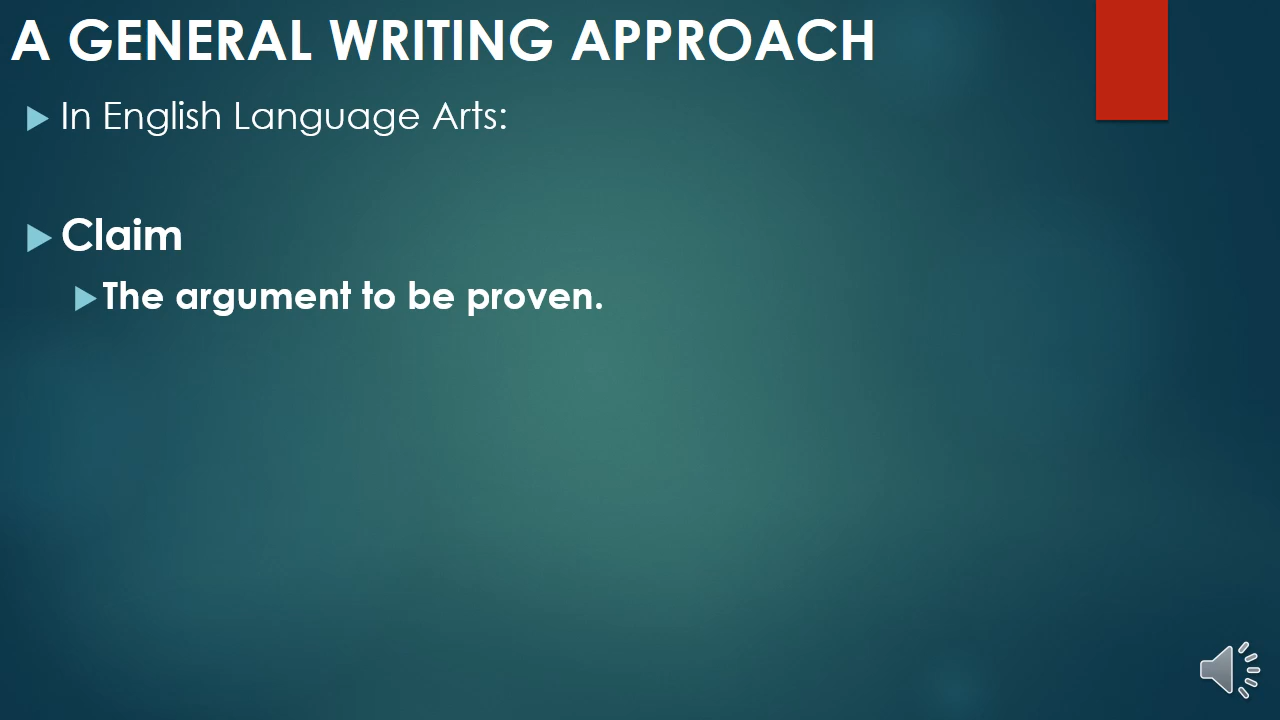 A GENERAL WRITING APPROACH
In English Language Arts:
Claim
The argument to be proven.